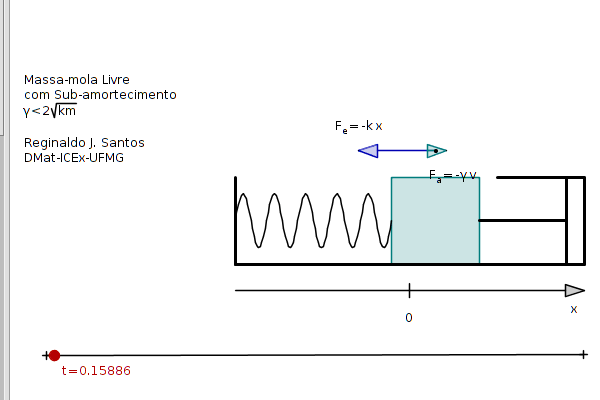 Massa-mola Livre
com Sub-amortecimento
γ<2√km
Reginaldo J. Santos
DMat-ICEx-UFMG
Fe=-k x
Fa=-γ v
x
0
t=0.15886